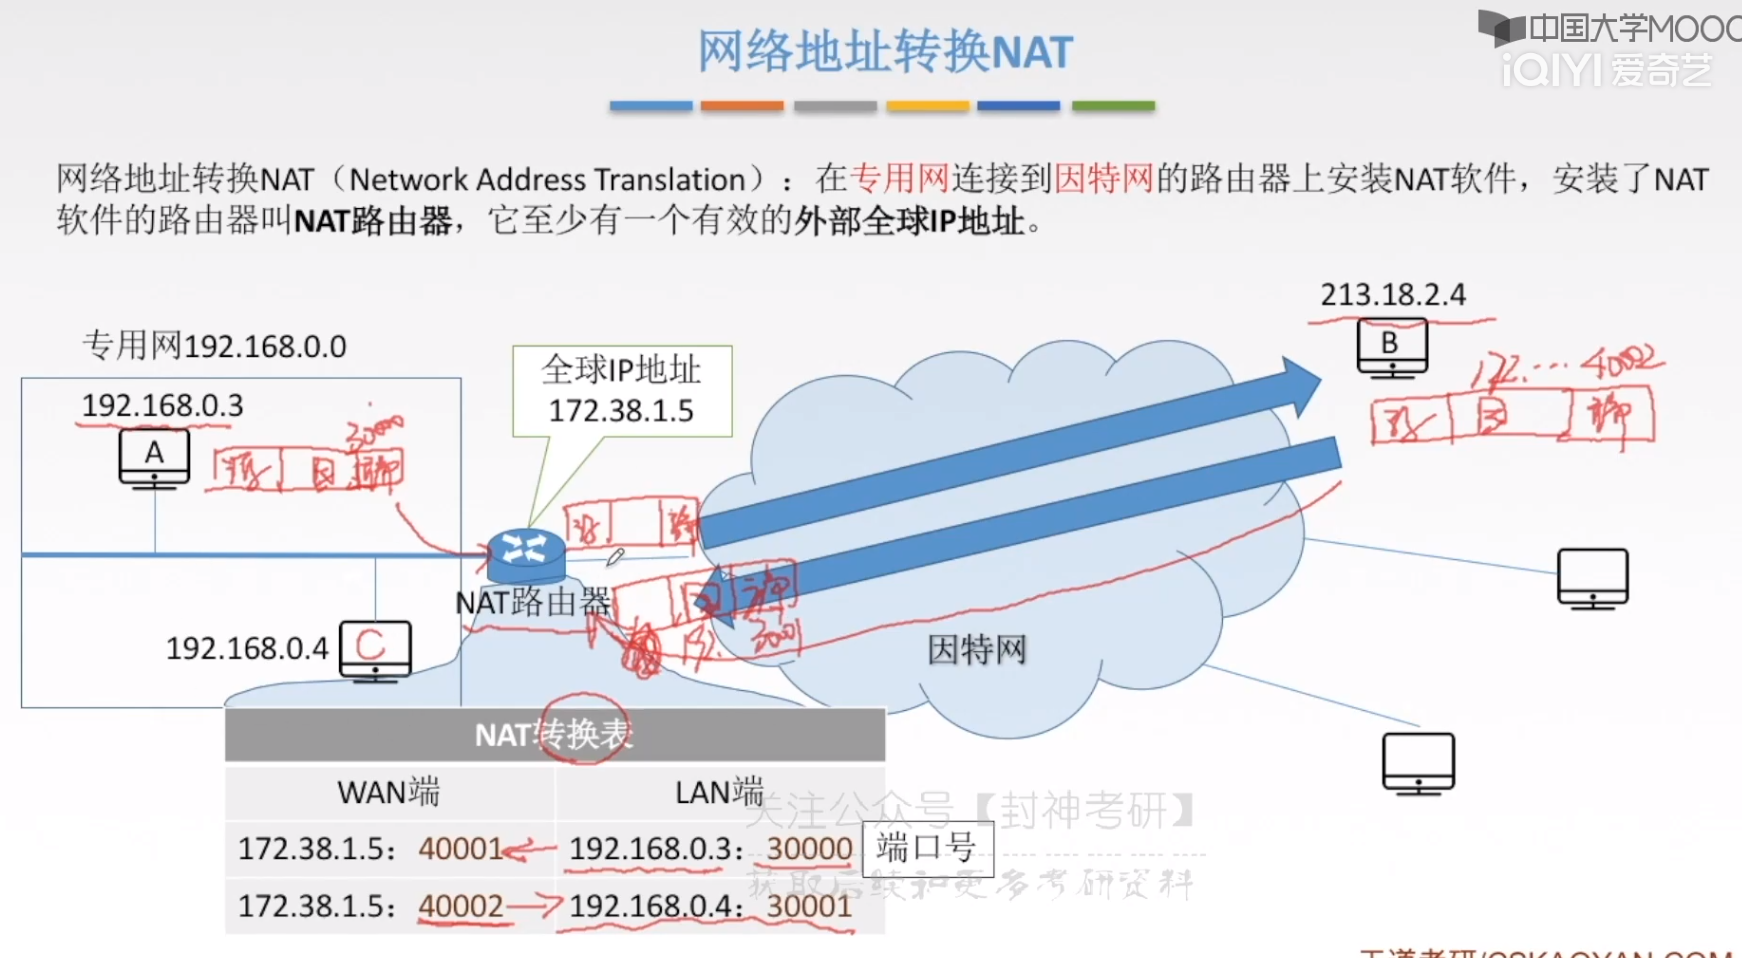 中国大学MOOC
iQIYI 爱奇艺
网络地址转换NAT
网络地址转换NAT（Network Address Translation）：在专用网连接到因特网的路由器上安装NAT软件，安装了NAT
软件的路由器叫NAT路由器，它至少有一个有效的外部全球IP地址。
213.18.2.4
B
172.... 40002
专用网192.168.0.0
全球IP地址
172.38.1.5
192.168.0.3
30000
A
NAT路由器
192. 30001
因特网
192.168.0.4
C
NAT转换表
WAN端 LAN端
172.38.1.5：40001 192.168.0.3：30000 端口号
172.38.1.5：40002 192.168.0.4：30001
关注公众号【封神考研】
获取后续和更多考研资料